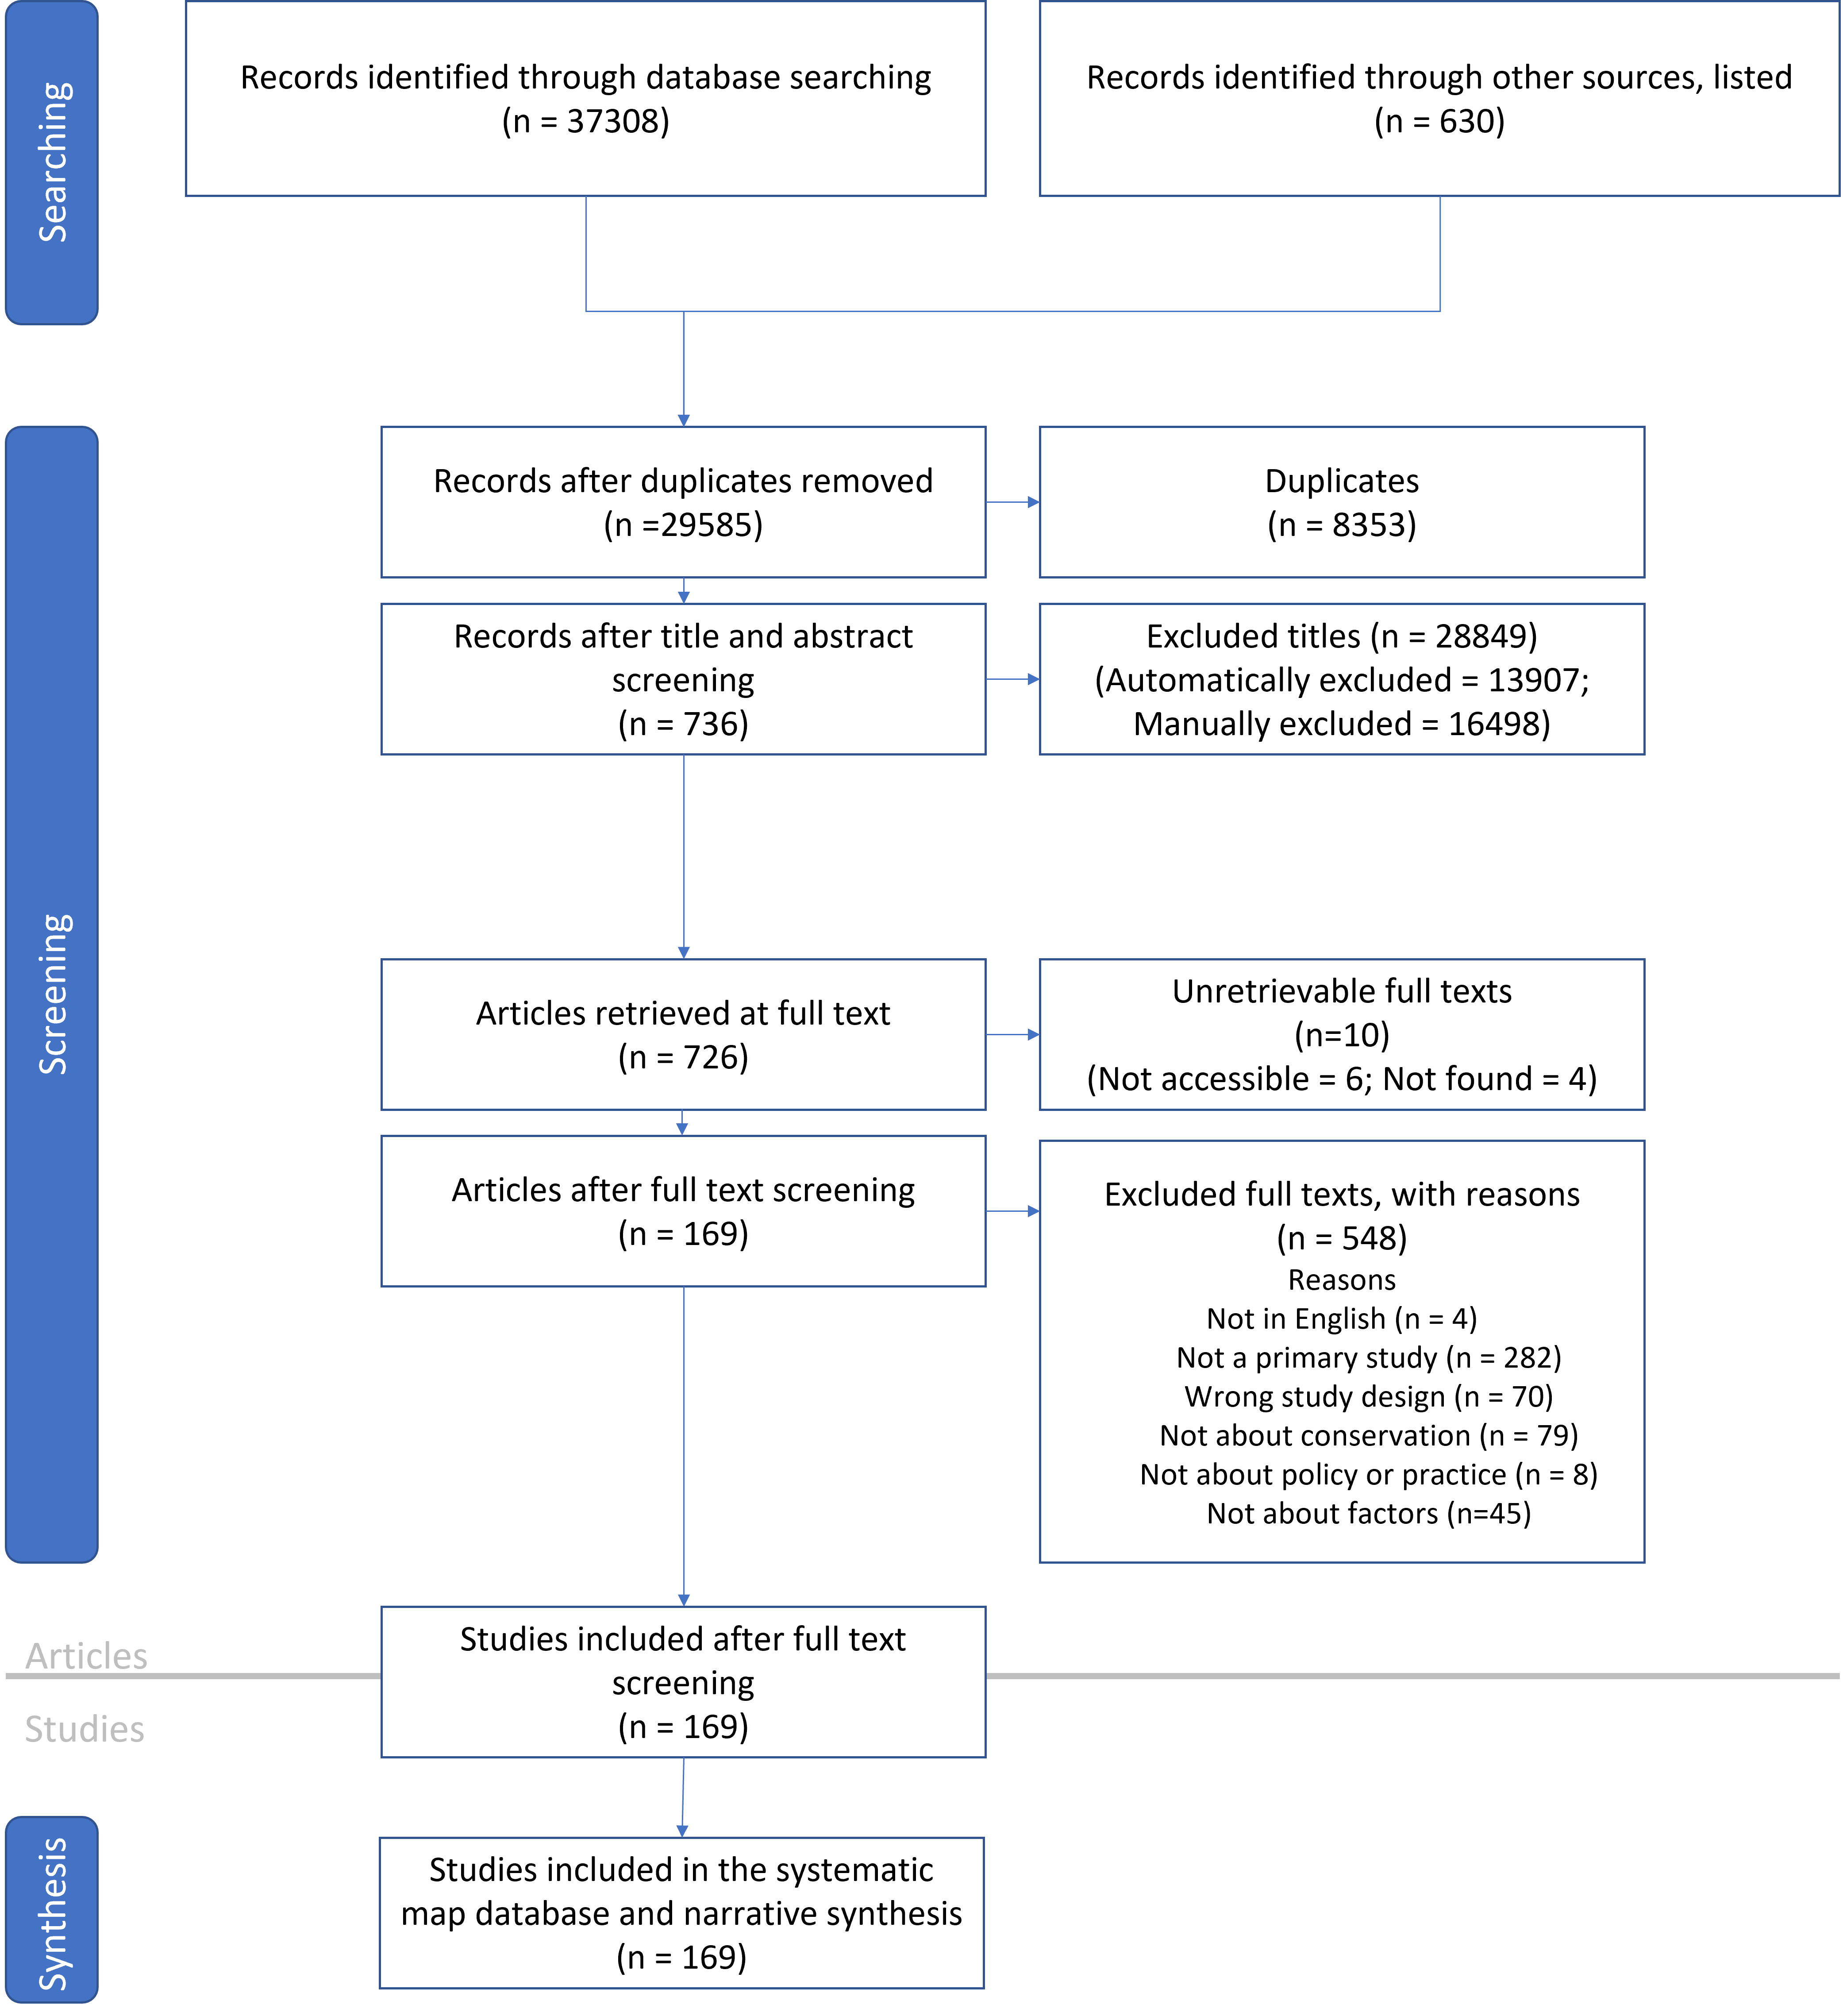 Searching
Records identified through database searching
(n = 37308)
Records identified through other sources, listed
(n = 630)
Screening
Records after duplicates removed
(n =29585)
Duplicates
(n = 8353)
Records after title and abstract
screening
(n = 736)
Excluded titles (n = 28849)
(Automatically excluded = 13907;
Manually excluded = 16498)
Articles retrieved at full text
(n = 726)
Unretrievable full texts
(n=10)
(Not accessible = 6; Not found = 4)
Articles after full text screening
(n = 169)
Excluded full texts, with reasons
(n = 548)
Reasons
Not in English (n = 4)
Not a primary study (n = 282)
Wrong study design (n = 70)
Not about conservation (n = 79)
Not about policy or practice (n = 8)
Not about factors (n=45)
Articles
Studies
Studies included after full text
screening
(n = 169)
Synthesis
Studies included in the systematic
map database and narrative synthesis
(n = 169)